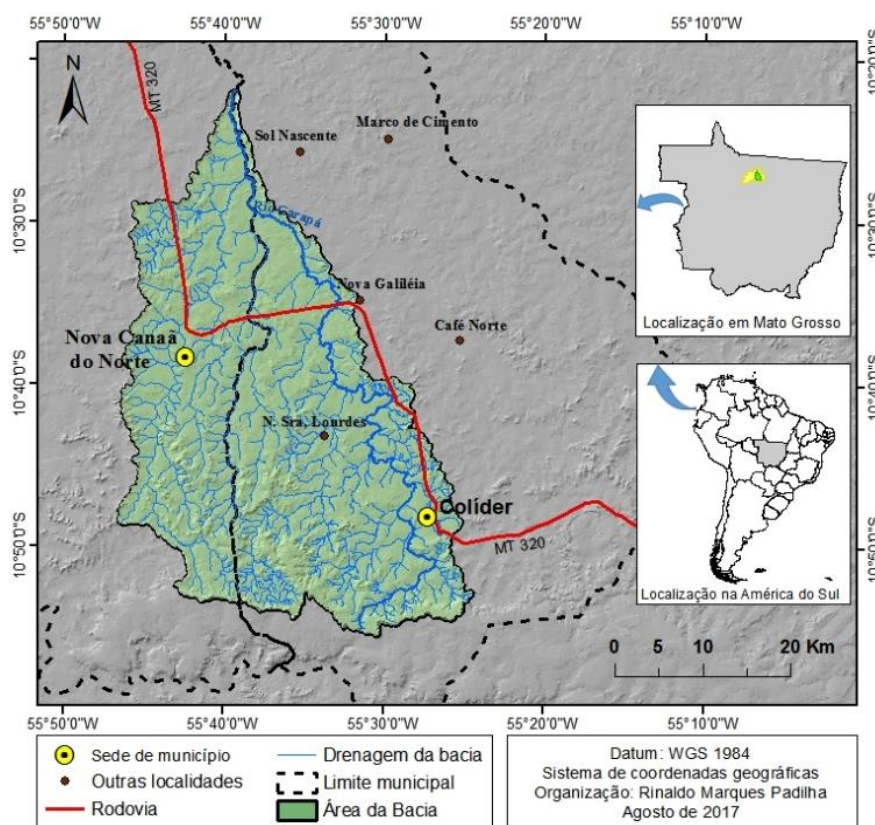 55°50'0"W 55°40'0"W 55°30'0"W 55°20'0"W 55°10'0"W
10°20'0"S
N
MT 320
Sol Nascente
Marco de Cimento
Rio Carapá
10°30'0"S
10°30'0"S
Localização em Mato Grosso
Nova Galiléia
Café Norte
Nova Canaã
do Norte
10°40'0"S
10°40'0"S
N. Sra, Lourdes
Colíder
MT 320
10°50'0"S
10°50'0"S
Localização na América do Sul
0 5 10 20 Km
55°50'0"W 55°40'0"W 55°30'0"W 55°20'0"W 55°10'0"W
Sede de município
Outras localidades
Rodovia
Drenagem da bacia
Limite municipal
Área da Bacia
Datum: WGS 1984
Sistema de coordenadas geográficas
Organização: Rinaldo Marques Padilha
Agosto de 2017